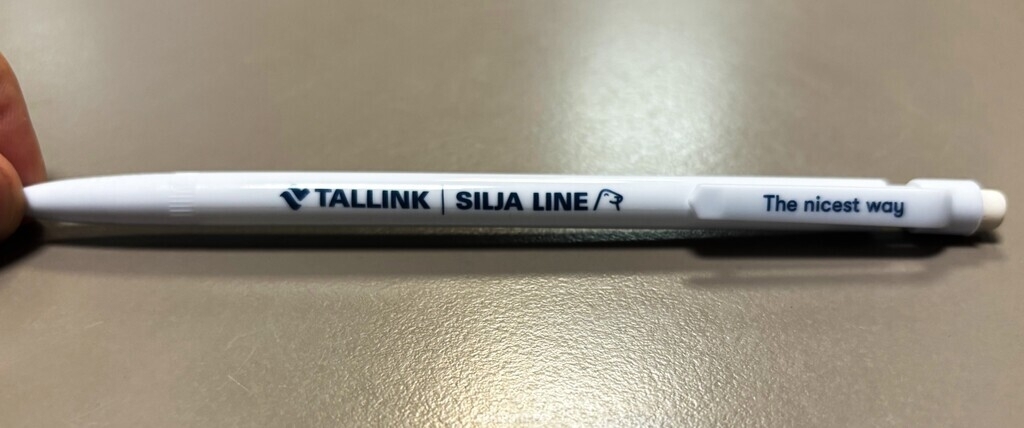 TALLINK | SILJA LINE
The nicest way